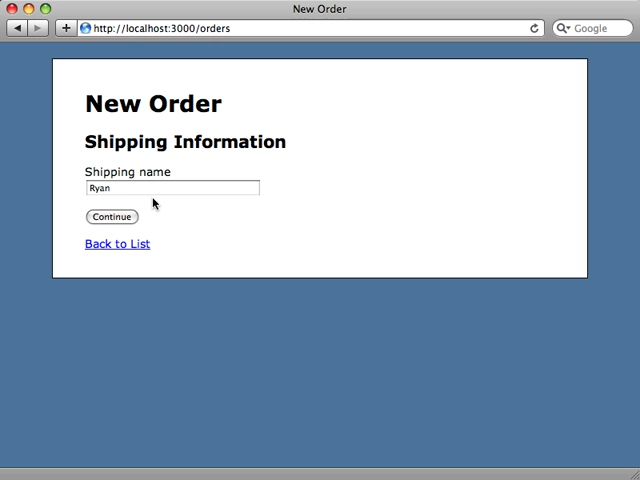 New Order
http://localhost:3000/orders
Google
New Order
Shipping Information
Shipping name
Ryan
Continue
Back to List